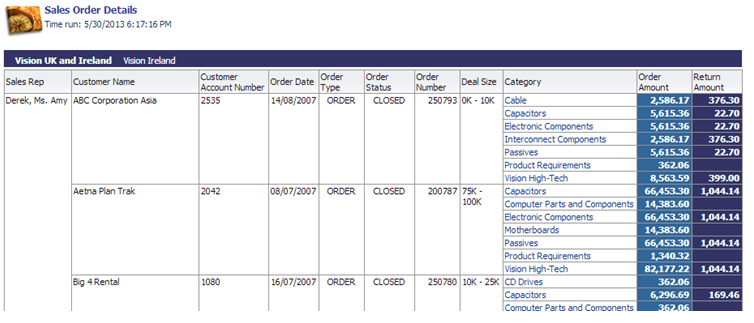 Sales Order Details
Time run: 5/30/2013 6:17:16 PM
Vision UK and Ireland Vision Ireland
Sales Rep Customer Name Customer Account Number Order Date Order Type Order Status Order Number Deal Size Category Order Amount Return Amount
Derek, Ms. Amy ABC Corporation Asia 2535 14/08/2007 ORDER CLOSED 250793 0K - 10K Cable 2,586.17 376.30
Capacitors 5,615.36 22.70
Electronic Components 5,615.36 22.70
Interconnect Components 2,586.17 376.30
Passives 5,615.36 22.70
Product Requirements 362.06
Vision High-Tech 8,563.59 399.00
Aetna Plan Trak 2042 08/07/2007 ORDER CLOSED 200787 75K - 100K Capacitors 66,453.30 1,044.14
Computer Parts and Components 14,383.60
Electronic Components 66,453.30 1,044.14
Motherboards 14,383.60
Passives 66,453.30 1,044.14
Product Requirements 1,340.32
Vision High-Tech 82,177.22 1,044.14
Big 4 Rental 1080 16/07/2007 ORDER CLOSED 250780 10K - 25K CD Drives 362.06
Capacitors 6,296.69 169.46
Computer Parts and Components 362.06